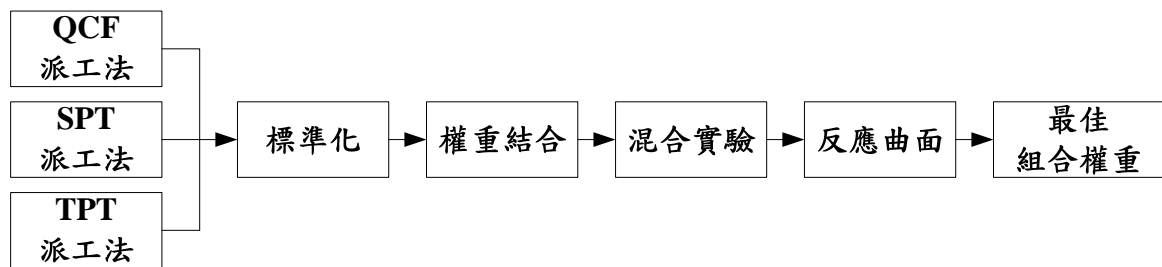 QCF
派工法
SPT
派工法
TPT
派工法
標準化
權重結合
混合實驗
反應曲面
最佳
組合權重